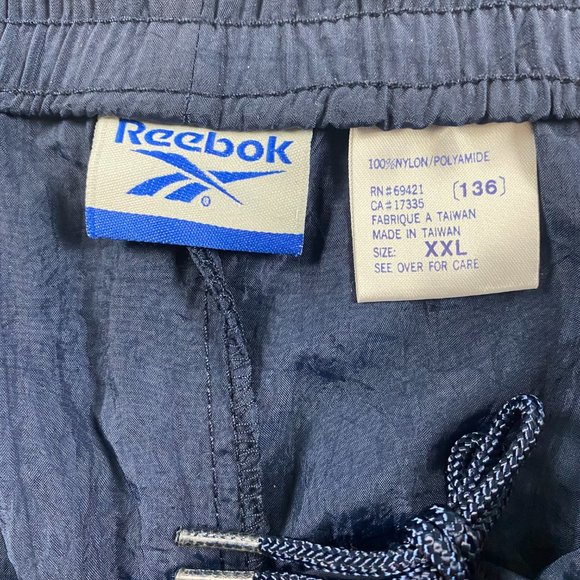 Reebok
®
100%NYLON/POLYAMIDE
RN#69421 [136]
CA#17335
FABRIQUE A TAIWAN
MADE IN TAIWAN
SIZE: XXL
SEE OVER FOR CARE